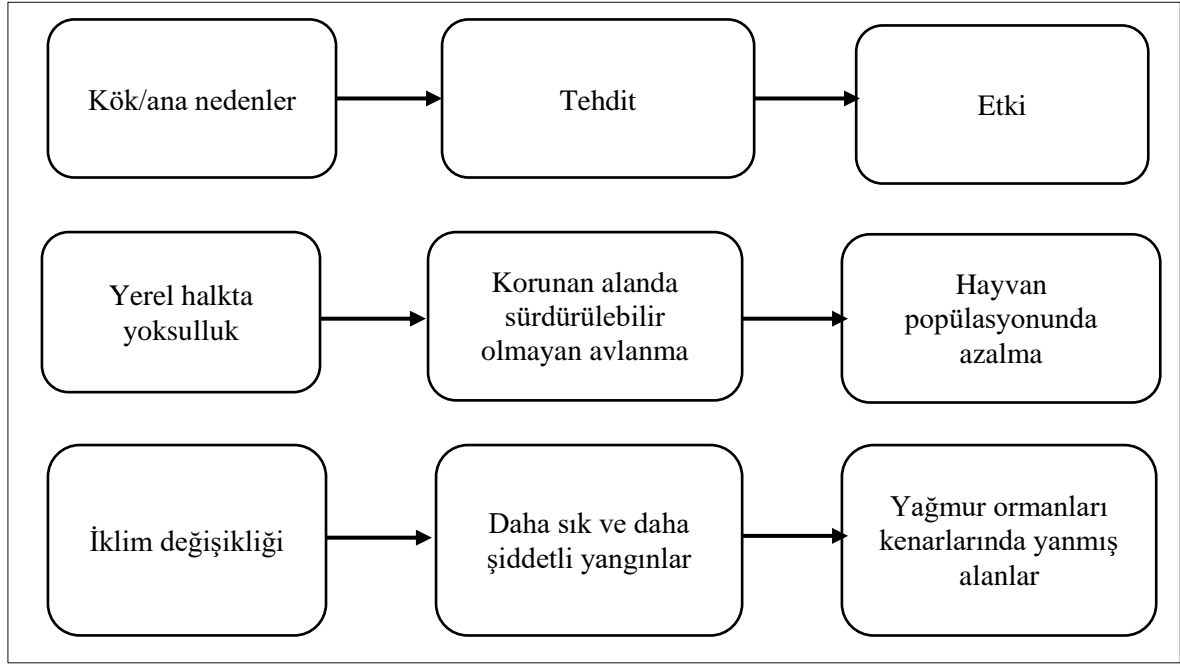 Kök/ana nedenler
Tehdit
Etki
Yerel halkta
yoksulluk
Korunan alanda
sürdürülebilir
olmayan avlanma
Hayvan
popülasyonunda
azalma
İklim değişikliği
Daha sık ve daha
şiddetli yangınlar
Yağmur ormanları
kenarlarında yanmış
alanlar